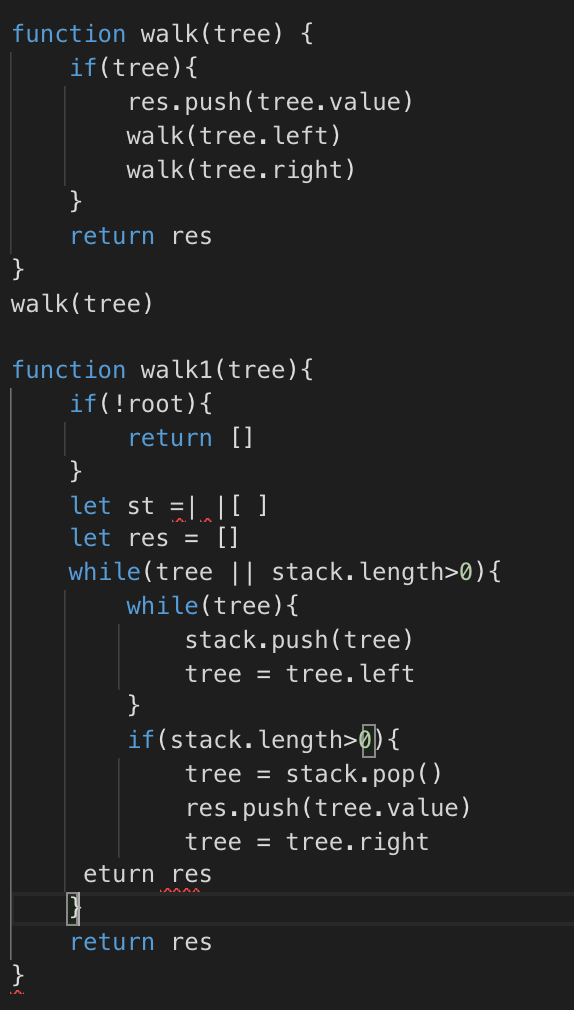 function walk(tree) {
    if(tree){
        res.push(tree.value)
        walk(tree.left)
        walk(tree.right)
    }
    return res
}
walk(tree)
function walk1(tree){
    if(!root){
        return []
    }
    let st =| |[ ]
    let res = []
    while(tree || stack.length>0){
        while(tree){
            stack.push(tree)
            tree = tree.left
        }
        if(stack.length>0){
            tree = stack.pop()
            res.push(tree.value)
            tree = tree.right
     eturn res
    }
    return res
}